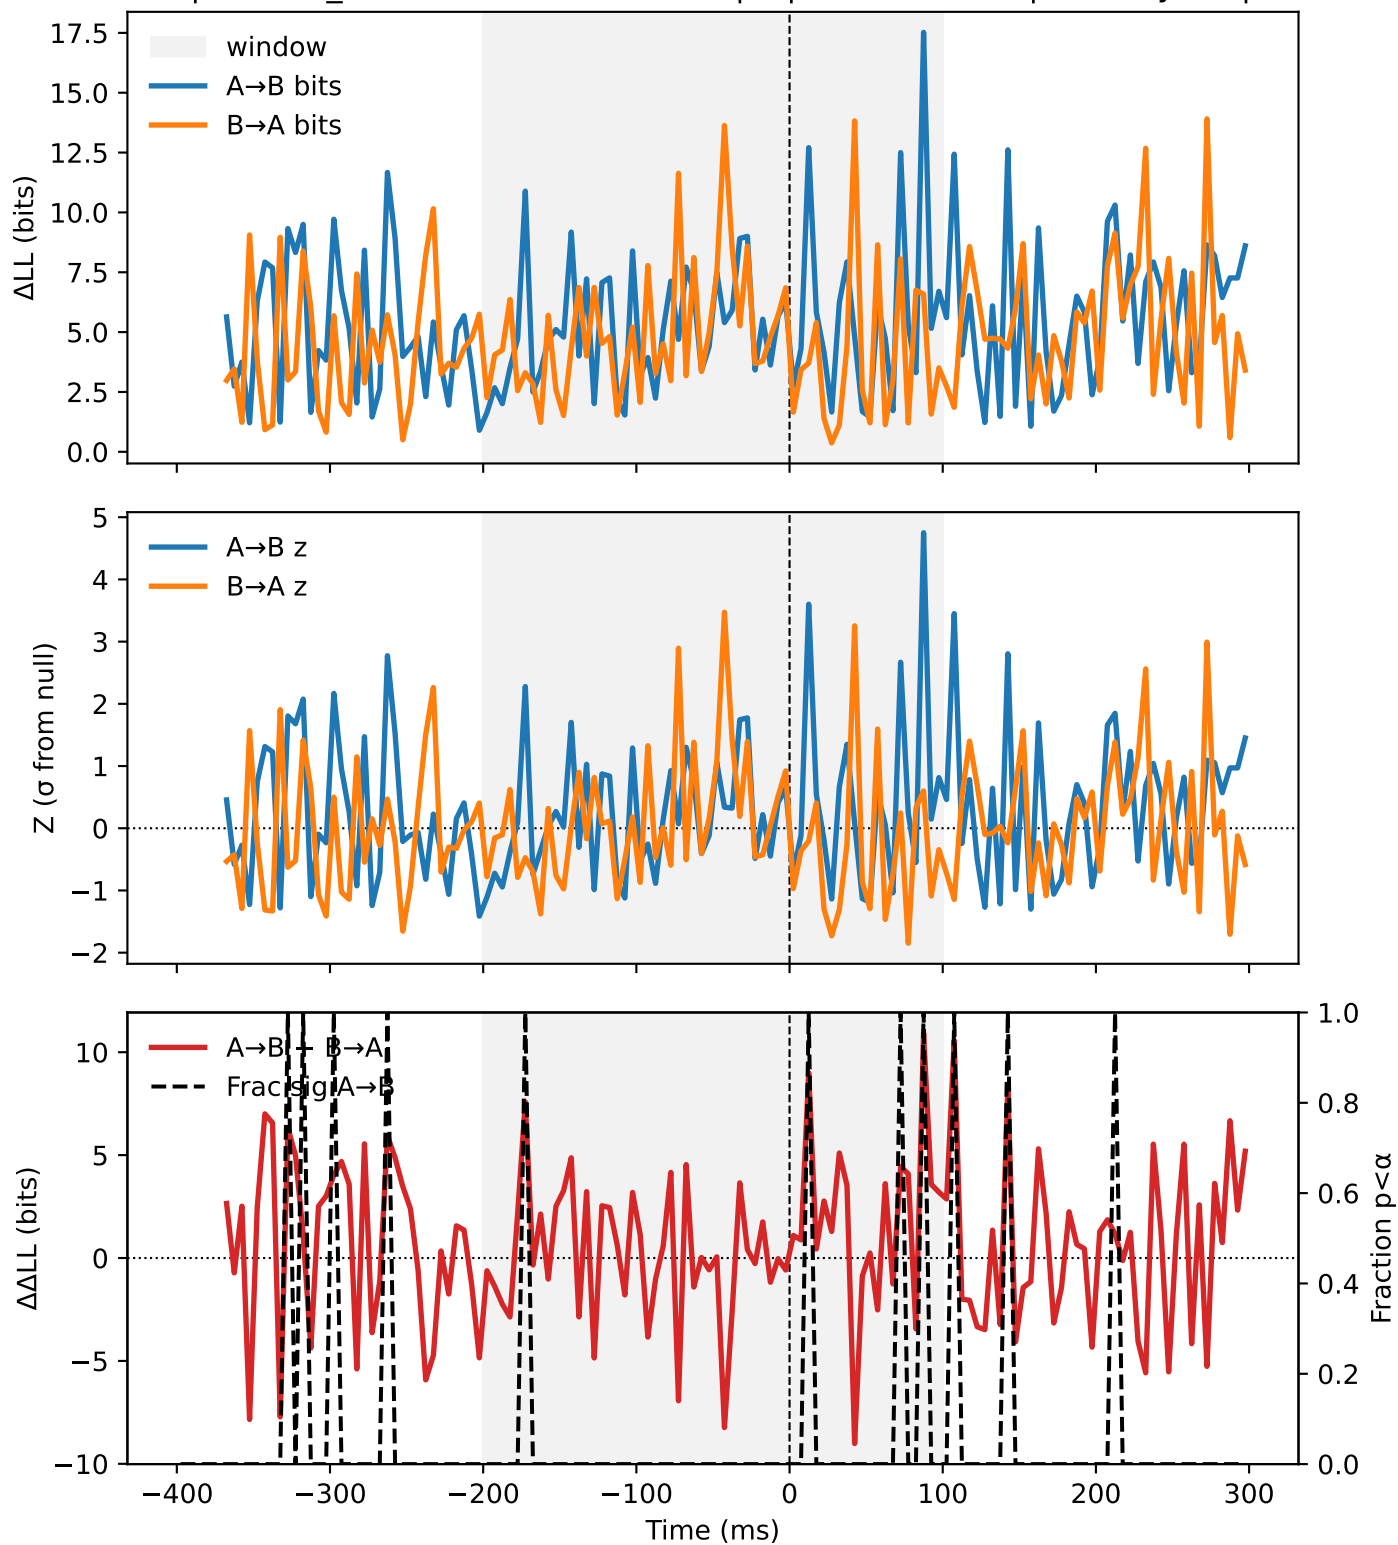 17.5
15.0
12.5
10.0
7.5
5.0
2.5
0.0
ΔLL (bits)
window
A→B bits
B→A bits
5
4
3
2
1
0
−1
−2
Z (σ from null)
A→B z
B→A z
10
5
0
−5
−10
ΔΔLL (bits)
A→B − B→A
Frac sig A→B
1.0
0.8
0.6
0.4
0.2
0.0
Fraction p<α
−400 −300 −200 −100 0 100 200 300
Time (ms)